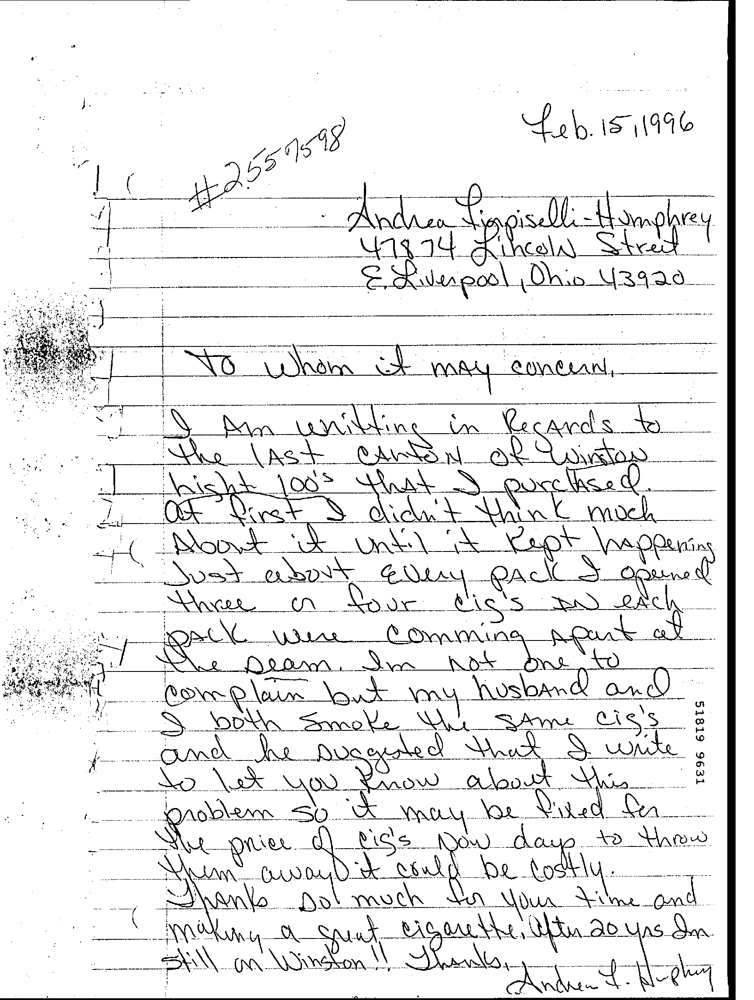 Feb. 15, 1996
#2557598
Andrea Firpiselli-Humphrey
47874 Lincoln Street
E. Liverpool, Ohio 43920
To whom it may concern,
I Am writting in Regards to
the last carton of Winston
hight 100's that I purchased.
at first I didn't think much
About it until it kept happening
Just about Every pack I opened
three or four cig's IN each
pack were comming apart at
the seam. Im not one to
complain but my husband and
I both smoke the same cig's
and he suggested that I write
to let you know about this
problem so it may be fixed for
the price of cig's now days to throw
them away it could be costly.
Thanks so much for your time and
making a great cigarette. After 20 yrs Im
still on Winston!! Thanks,
Andrea F. Humphrey
51819 9631